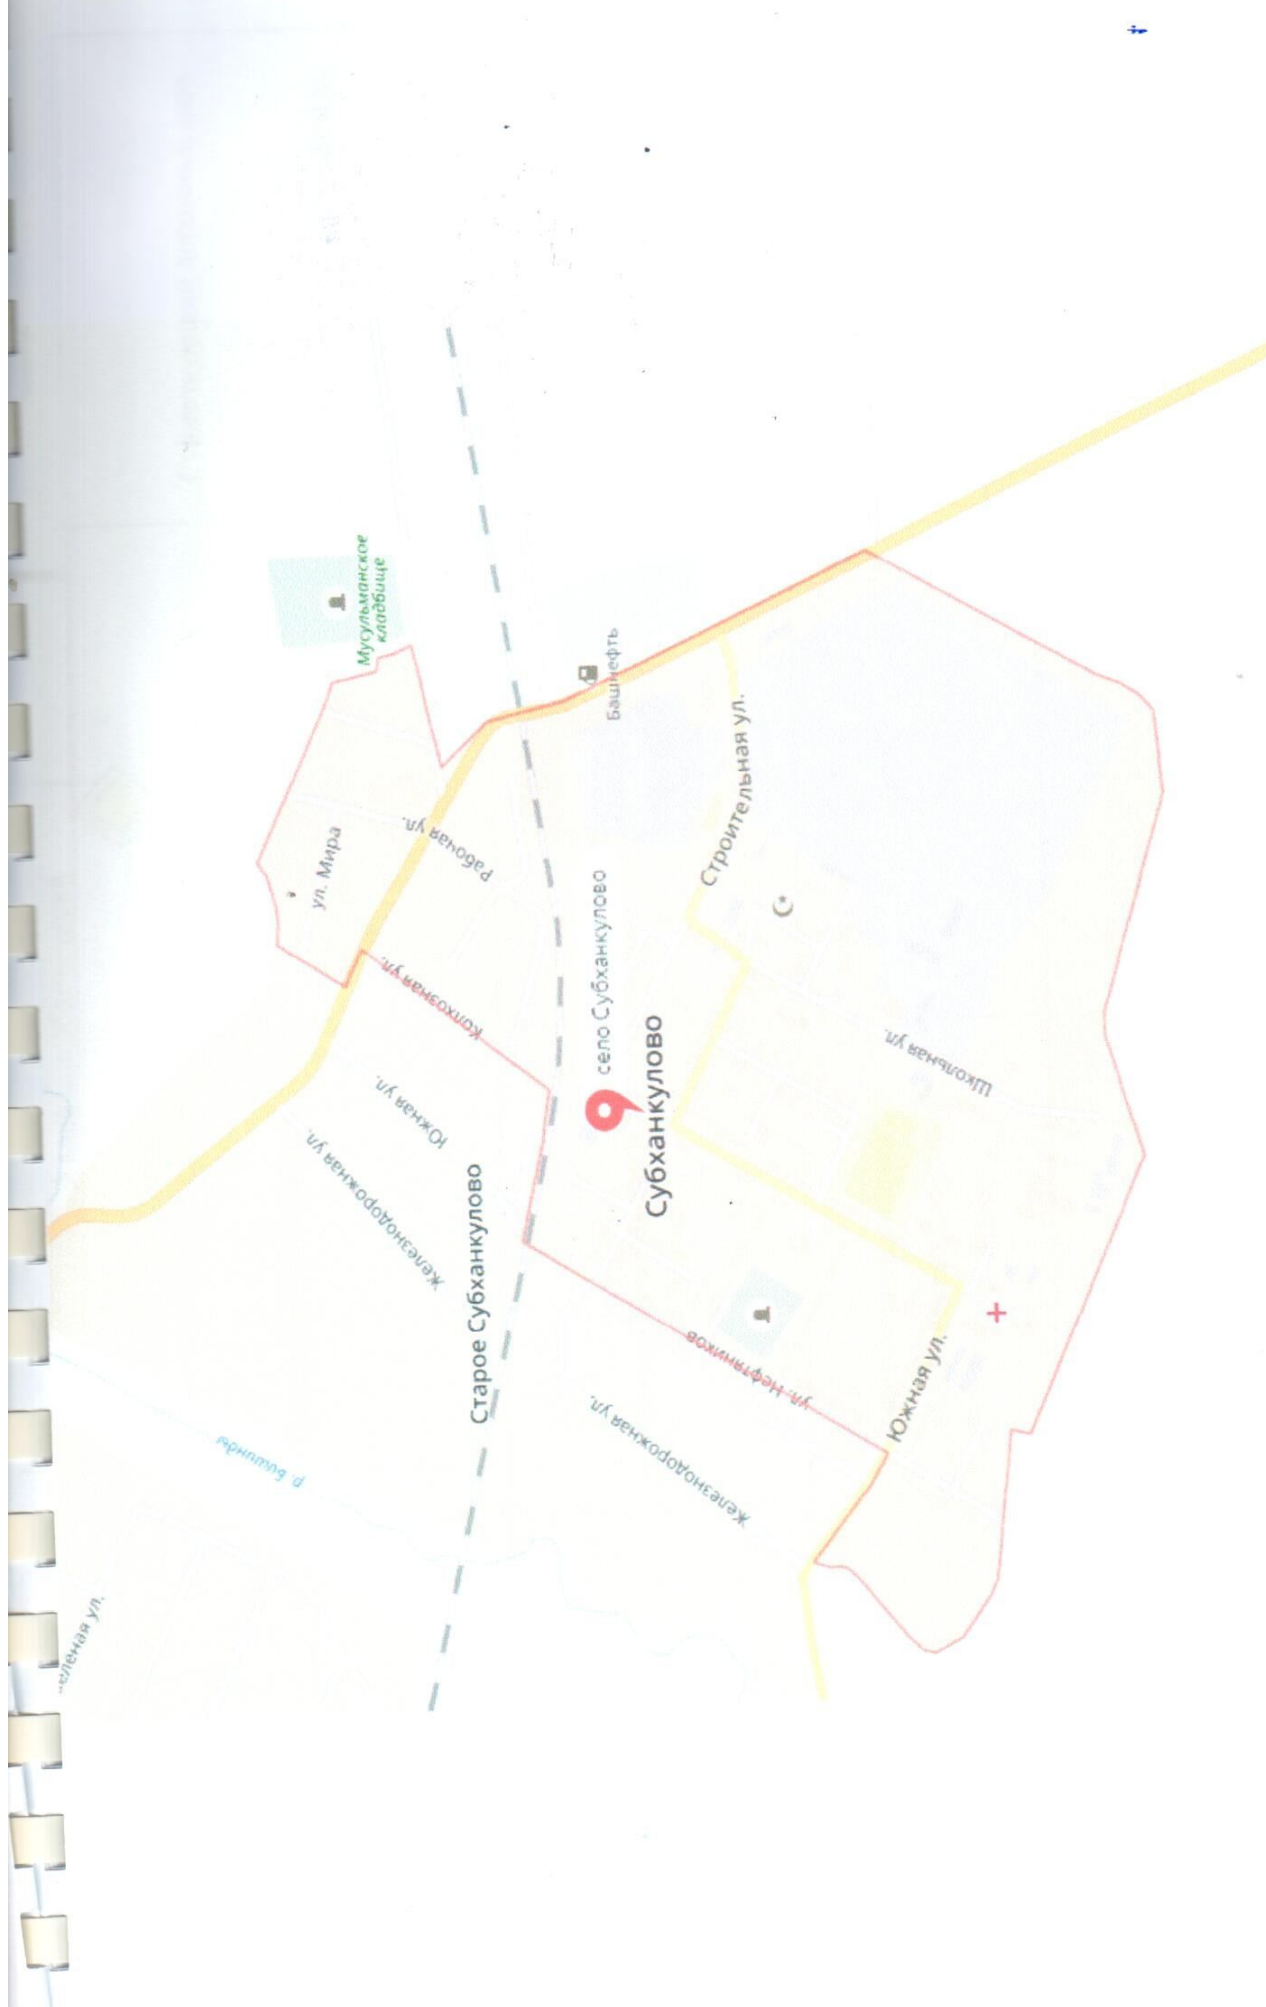 Мусульманское
кладбище
ул. Мира
Рабочая ул.
Башнефть
Строительная ул.
Колхозная ул.
село Субханкулово
Субханкулово
Школьная ул.
Южная ул.
Железнодорожная ул.
Старое Субханкулово
ул. Нефтяников
Южная ул.
Железнодорожная ул.
р. Бишинды
еленая ул.